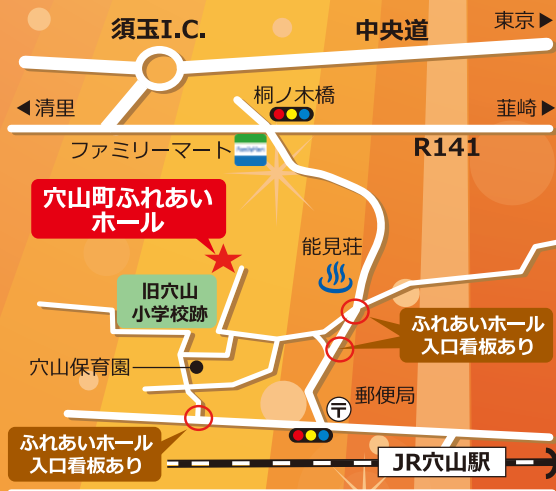 須玉I.C.
中央道
東京▶
◀清里
桐ノ木橋
韮崎▶
ファミリーマート
FamilyMart
R141
穴山町ふれあい
ホール
能見荘
旧穴山
小学校跡
ふれあいホール
入口看板あり
穴山保育園
〒
郵便局
ふれあいホール
入口看板あり
JR穴山駅